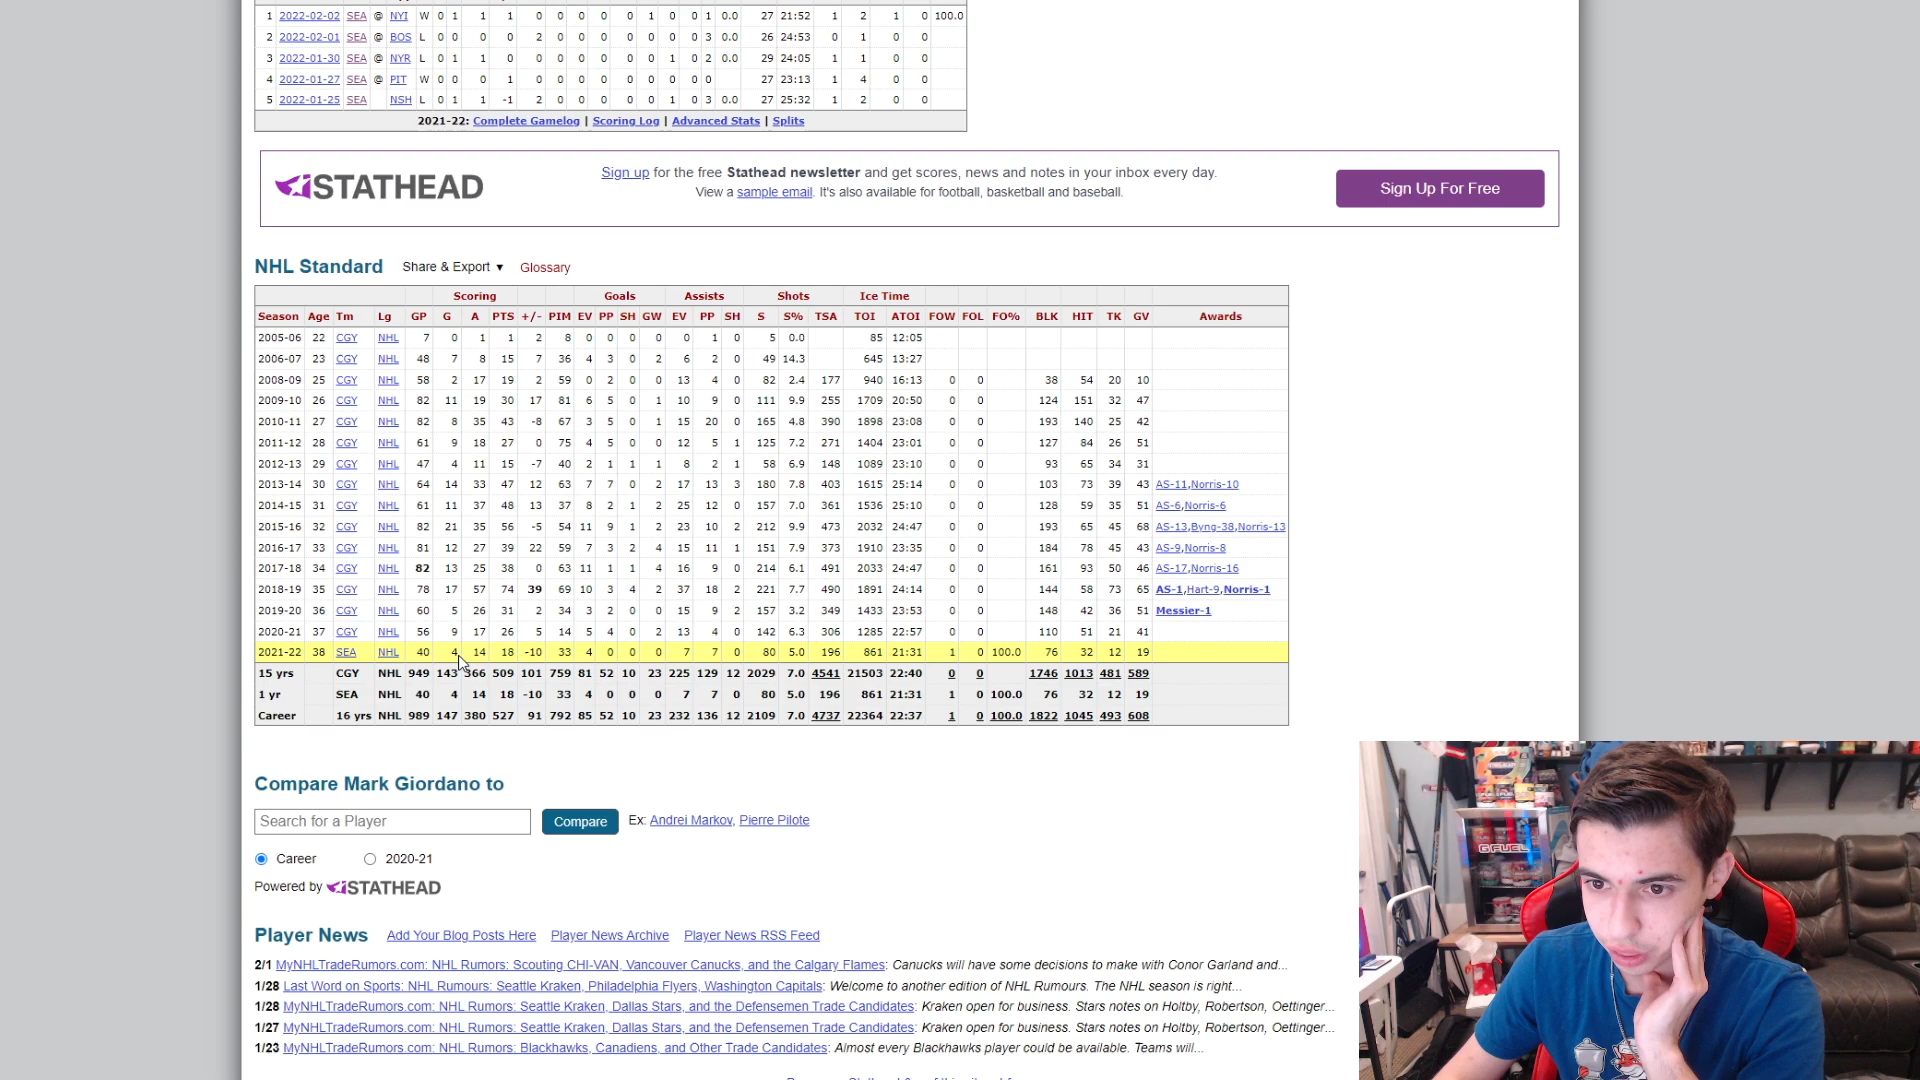 1 2022-02-02 SEA @ NYI W 0 1 1 1 0 0 0 0 0 1 0 0 1 0.0 27 21:52 1 2 1 0 100.0
2 2022-02-01 SEA @ BOS L 0 0 0 0 2 0 0 0 0 0 0 0 3 0.0 26 24:53 0 1 0 0
3 2022-01-30 SEA @ NYR L 0 1 1 0 0 0 0 0 0 0 1 0 2 0.0 29 24:05 1 1 0 0
4 2022-01-27 SEA @ PIT W 0 0 0 1 0 0 0 0 0 0 0 0 0 27 23:13 1 4 0 0
5 2022-01-25 SEA NSH L 0 1 1 -1 2 0 0 0 0 0 1 0 3 0.0 27 25:32 1 2 0 0
2021-22: Complete Gamelog | Scoring Log | Advanced Stats | Splits
STATHEAD
Sign up for the free Stathead newsletter and get scores, news and notes in your inbox every day.
View a sample email. It's also available for football, basketball and baseball.
Sign Up For Free
NHL Standard Share & Export ▼ Glossary
Scoring Goals Assists Shots Ice Time
Season Age Tm Lg GP G A PTS +/- PIM EV PP SH GW EV PP SH S S% TSA TOI ATOI FOW FOL FO% BLK HIT TK GV Awards
2005-06 22 CGY NHL 7 0 1 1 2 8 0 0 0 0 0 1 0 5 0.0 85 12:05
2006-07 23 CGY NHL 48 7 8 15 7 36 4 3 0 2 6 2 0 49 14.3 645 13:27
2008-09 25 CGY NHL 58 2 17 19 2 59 0 2 0 0 13 4 0 82 2.4 177 940 16:13 0 0 38 54 20 10
2009-10 26 CGY NHL 82 11 19 30 17 81 6 5 0 1 10 9 0 111 9.9 255 1709 20:50 0 0 124 151 32 47
2010-11 27 CGY NHL 82 8 35 43 -8 67 3 5 0 1 15 20 0 165 4.8 390 1898 23:08 0 0 193 140 25 42
2011-12 28 CGY NHL 61 9 18 27 0 75 4 5 0 0 12 5 1 125 7.2 271 1404 23:01 0 0 127 84 26 51
2012-13 29 CGY NHL 47 4 11 15 -7 40 2 1 1 1 8 2 1 58 6.9 148 1089 23:10 0 0 93 65 34 31
2013-14 30 CGY NHL 64 14 33 47 12 63 7 7 0 2 17 13 3 180 7.8 403 1615 25:14 0 0 103 73 39 43 AS-11,Norris-10
2014-15 31 CGY NHL 61 11 37 48 13 37 8 2 1 2 25 12 0 157 7.0 361 1536 25:10 0 0 128 59 35 51 AS-6,Norris-6
2015-16 32 CGY NHL 82 21 35 56 -5 54 11 9 1 2 23 10 2 212 9.9 473 2032 24:47 0 0 193 65 45 68 AS-13,Byng-38,Norris-13
2016-17 33 CGY NHL 81 12 27 39 22 59 7 3 2 4 15 11 1 151 7.9 373 1910 23:35 0 0 184 78 45 43 AS-9,Norris-8
2017-18 34 CGY NHL 82 13 25 38 0 63 11 1 1 4 16 9 0 214 6.1 491 2033 24:47 0 0 161 93 50 46 AS-17,Norris-16
2018-19 35 CGY NHL 78 17 57 74 39 69 10 3 4 2 37 18 2 221 7.7 490 1891 24:14 0 0 144 58 73 65 AS-1,Hart-9,Norris-1
2019-20 36 CGY NHL 60 5 26 31 2 34 3 2 0 0 15 9 2 157 3.2 349 1433 23:53 0 0 148 42 36 51 Messier-1
2020-21 37 CGY NHL 56 9 17 26 5 14 5 4 0 2 13 4 0 142 6.3 306 1285 22:57 0 0 110 51 21 41
2021-22 38 SEA NHL 40 4 14 18 -10 33 4 0 0 0 7 7 0 80 5.0 196 861 21:31 1 0 100.0 76 32 12 19
15 yrs CGY NHL 949 143 366 509 101 759 81 52 10 23 225 129 12 2029 7.0 4541 21503 22:40 0 0 1746 1013 481 589
1 yr SEA NHL 40 4 14 18 -10 33 4 0 0 0 7 7 0 80 5.0 196 861 21:31 1 0 100.0 76 32 12 19
Career 16 yrs NHL 989 147 380 527 91 792 85 52 10 23 232 136 12 2109 7.0 4737 22364 22:37 1 0 100.0 1822 1045 493 608
Compare Mark Giordano to
Search for a Player Compare Ex: Andrei Markov, Pierre Pilote
Career 2020-21
Powered by STATHEAD
Player News Add Your Blog Posts Here Player News Archive Player News RSS Feed
2/1 MyNHLTradeRumors.com: NHL Rumors: Scouting CHI-VAN, Vancouver Canucks, and the Calgary Flames: Canucks will have some decisions to make with Conor Garland and...
1/28 Last Word on Sports: NHL Rumours: Seattle Kraken, Philadelphia Flyers, Washington Capitals: Welcome to another edition of NHL Rumours. The NHL season is right...
1/28 MyNHLTradeRumors.com: NHL Rumors: Seattle Kraken, Dallas Stars, and the Defensemen Trade Candidates: Kraken open for business. Stars notes on Holtby, Robertson, Oettinger...
1/27 MyNHLTradeRumors.com: NHL Rumors: Seattle Kraken, Dallas Stars, and the Defensemen Trade Candidates: Kraken open for business. Stars notes on Holtby, Robertson, Oettinger...
1/23 MyNHLTradeRumors.com: NHL Rumors: Blackhawks, Canadiens, and Other Trade Candidates: Almost every Blackhawks player could be available. Teams will...
G FUEL